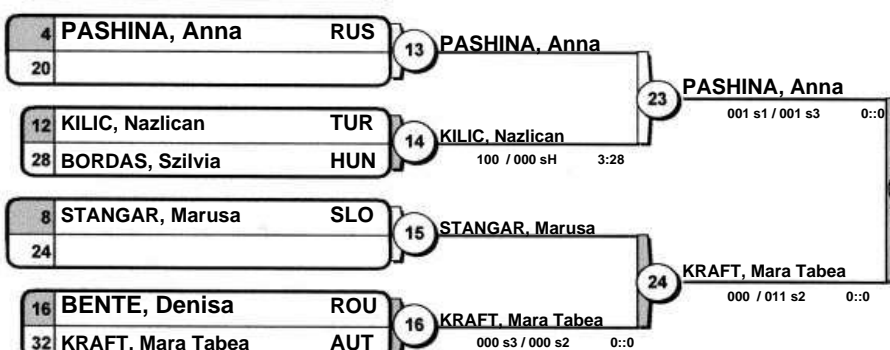 4 PASHINA, Anna RUS
20
13
PASHINA, Anna
12 KILIC, Nazlican TUR
28 BORDAS, Szilvia HUN
14
KILIC, Nazlican
100 / 000 sH 3:28
23
PASHINA, Anna
001 s1 / 001 s3 0::0
8 STANGAR, Marusa SLO
24
15
STANGAR, Marusa
16 BENTE, Denisa ROU
32 KRAFT, Mara Tabea AUT
16
KRAFT, Mara Tabea
000 s3 / 000 s2 0::0
24
KRAFT, Mara Tabea
000 / 011 s2 0::0